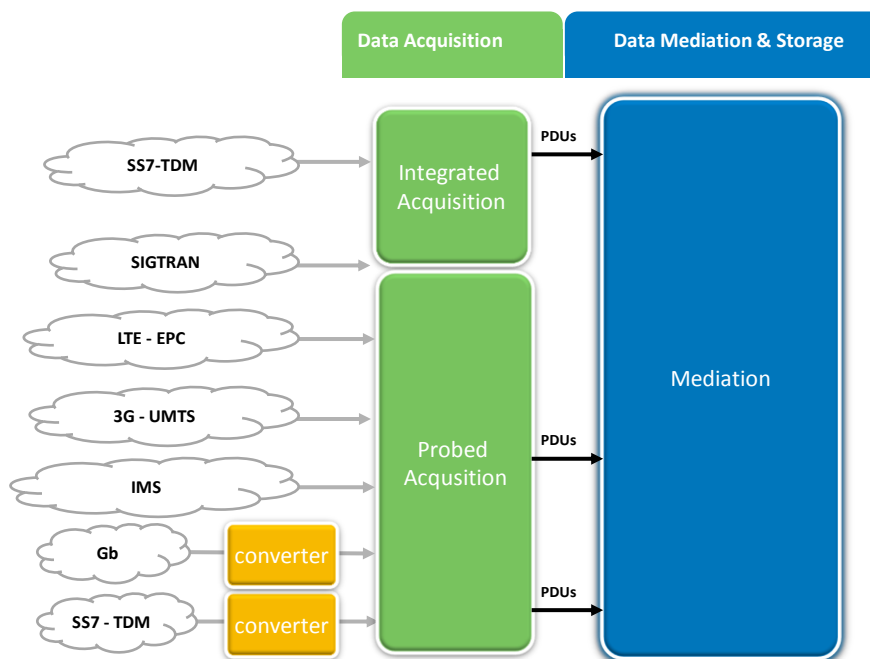 Data Acquisition
Data Mediation & Storage
SS7-TDM
Integrated
Acquisition
PDUs
SIGTRAN
LTE - EPC
3G - UMTS
IMS
Gb
converter
SS7 - TDM
converter
Probed
Acqusition
PDUs
PDUs
Mediation